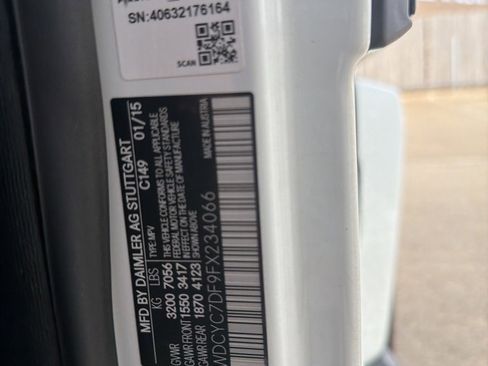 SN:40632176164
SCAN
MFD BY DAIMLER AG STUTTGART
C149 01/15
KG LBS TYPE:MPV
GVWR 3200 7056
GAWR FRONT 1550 3417
GAWR REAR 1870 4123
THIS VEHICLE CONFORMS TO ALL APPLICABLE
FEDERAL MOTOR VEHICLE SAFETY STANDARDS
IN EFFECT ON THE DATE OF MANUFACTURE
SHOWN ABOVE
MADE IN AUSTRIA
WDCYC7DF9FX234066